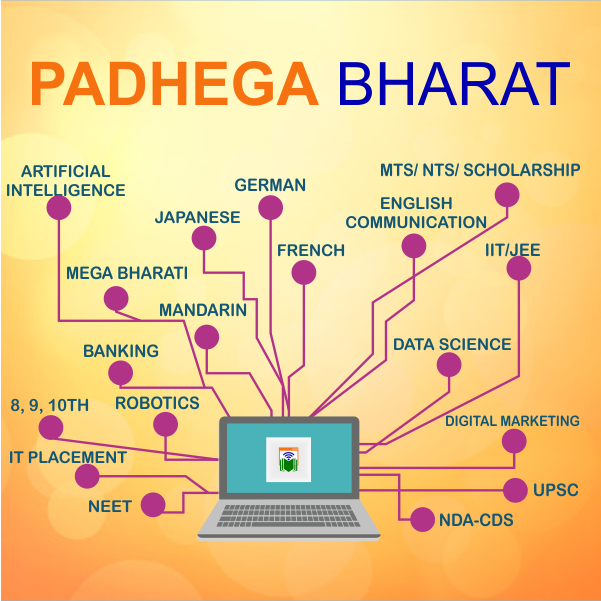 PADHEGA BHARAT
ARTIFICIAL
INTELLIGENCE
GERMAN
MTS/ NTS/ SCHOLARSHIP
JAPANESE
ENGLISH
COMMUNICATION
FRENCH
IIT/JEE
MEGA BHARATI
MANDARIN
BANKING
DATA SCIENCE
8, 9, 10TH
ROBOTICS
DIGITAL MARKETING
IT PLACEMENT
NEET
UPSC
NDA-CDS